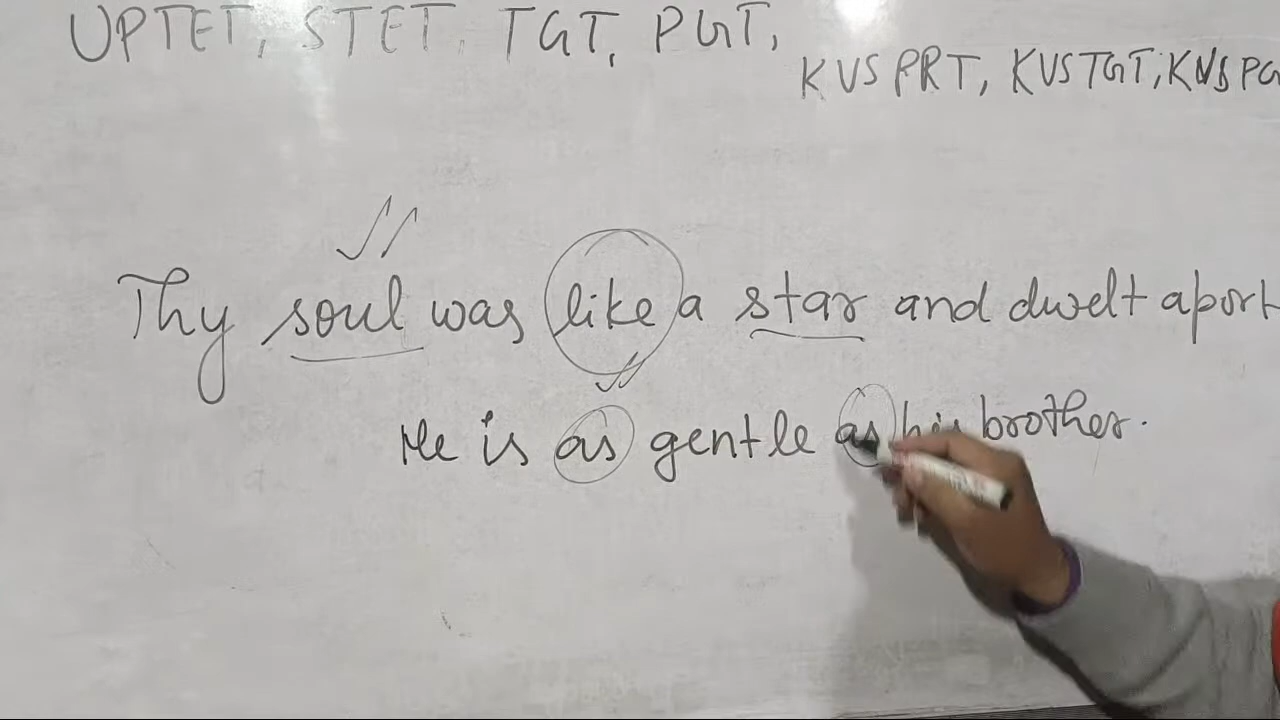 UPTET, STET, TGT, PGT,
KVS PRT, KVS TGT, KVS PG
Thy soul was like a star and dwelt apart
He is as gentle as his brother.